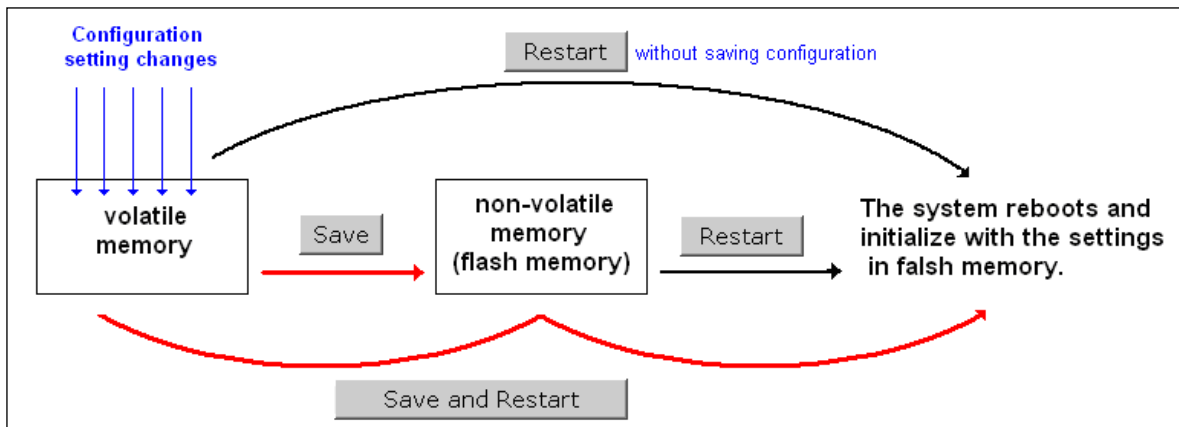 Configuration
setting changes
Restart
without saving configuration
volatile
memory
Save
non-volatile
memory
(flash memory)
Restart
The system reboots and
initialize with the settings
in falsh memory.
Save and Restart